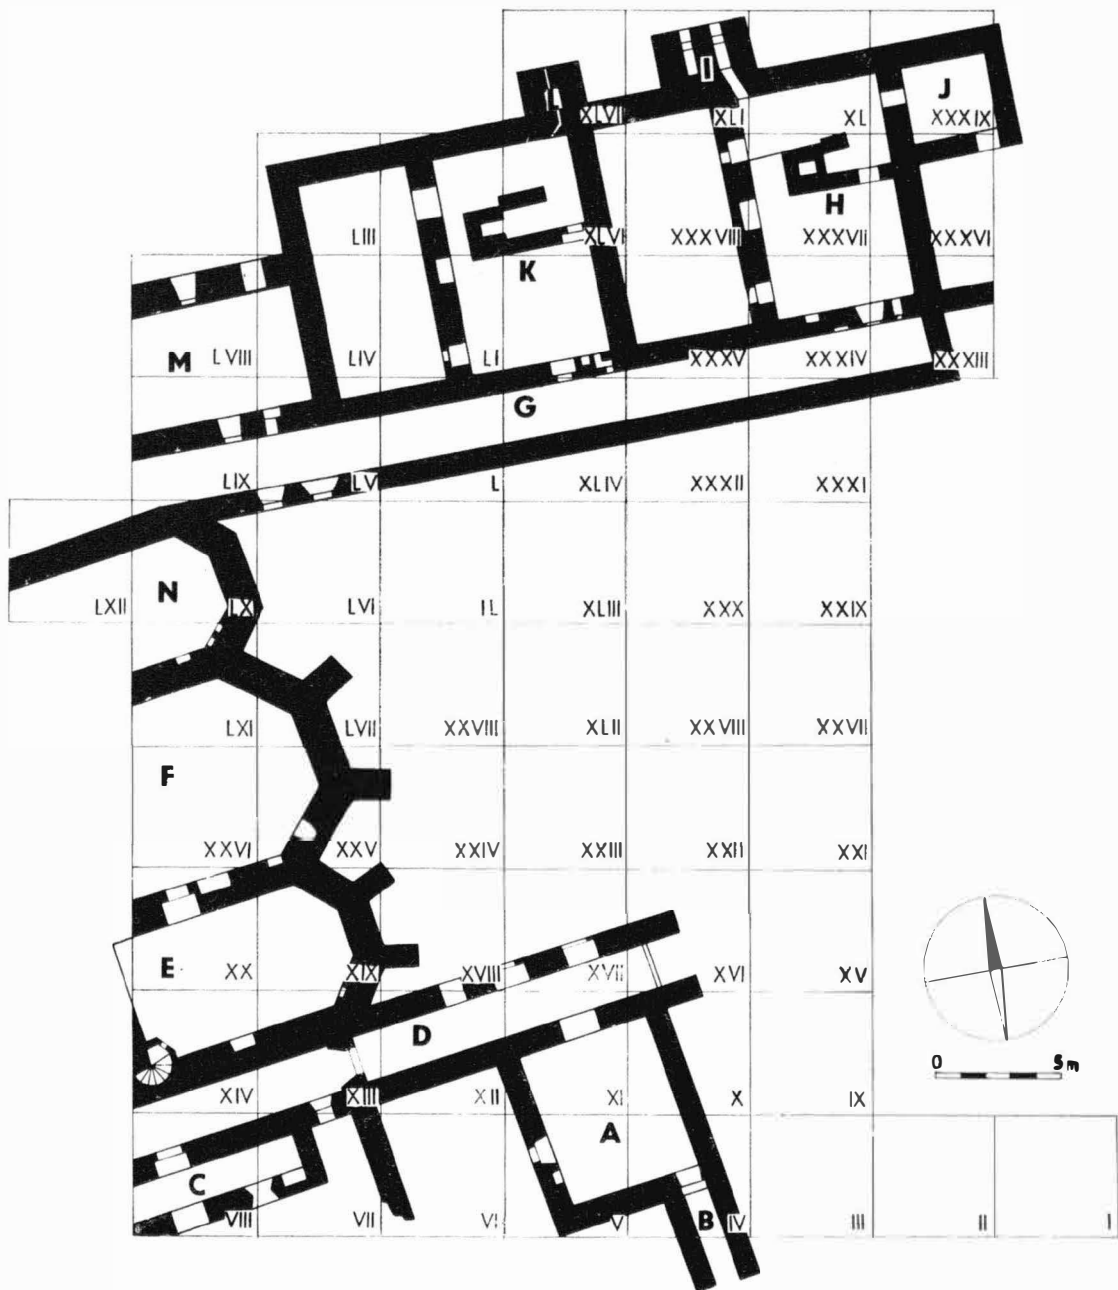 I
L
J
XLVII XLI XL XXXIX
H
LIII XLVI XXXVIII XXXVII XXXVI
K
M
LVIII LIV LI XXXV XXXIV XXXIII
G
LIX LV L XLIV XXXII XXXI
N
LXII LX LVI IL XLIII XXX XXIX
LXI LVII XXVIII XLII XXVIII XXVII
F
XXVI XXV XXIV XXIII XXII XXI
E
XX XIX XVIII XVII XVI XV
D
0 5m
XIV XIII XII XI X IX
A
C
B
VIII VII VI V IV III II I